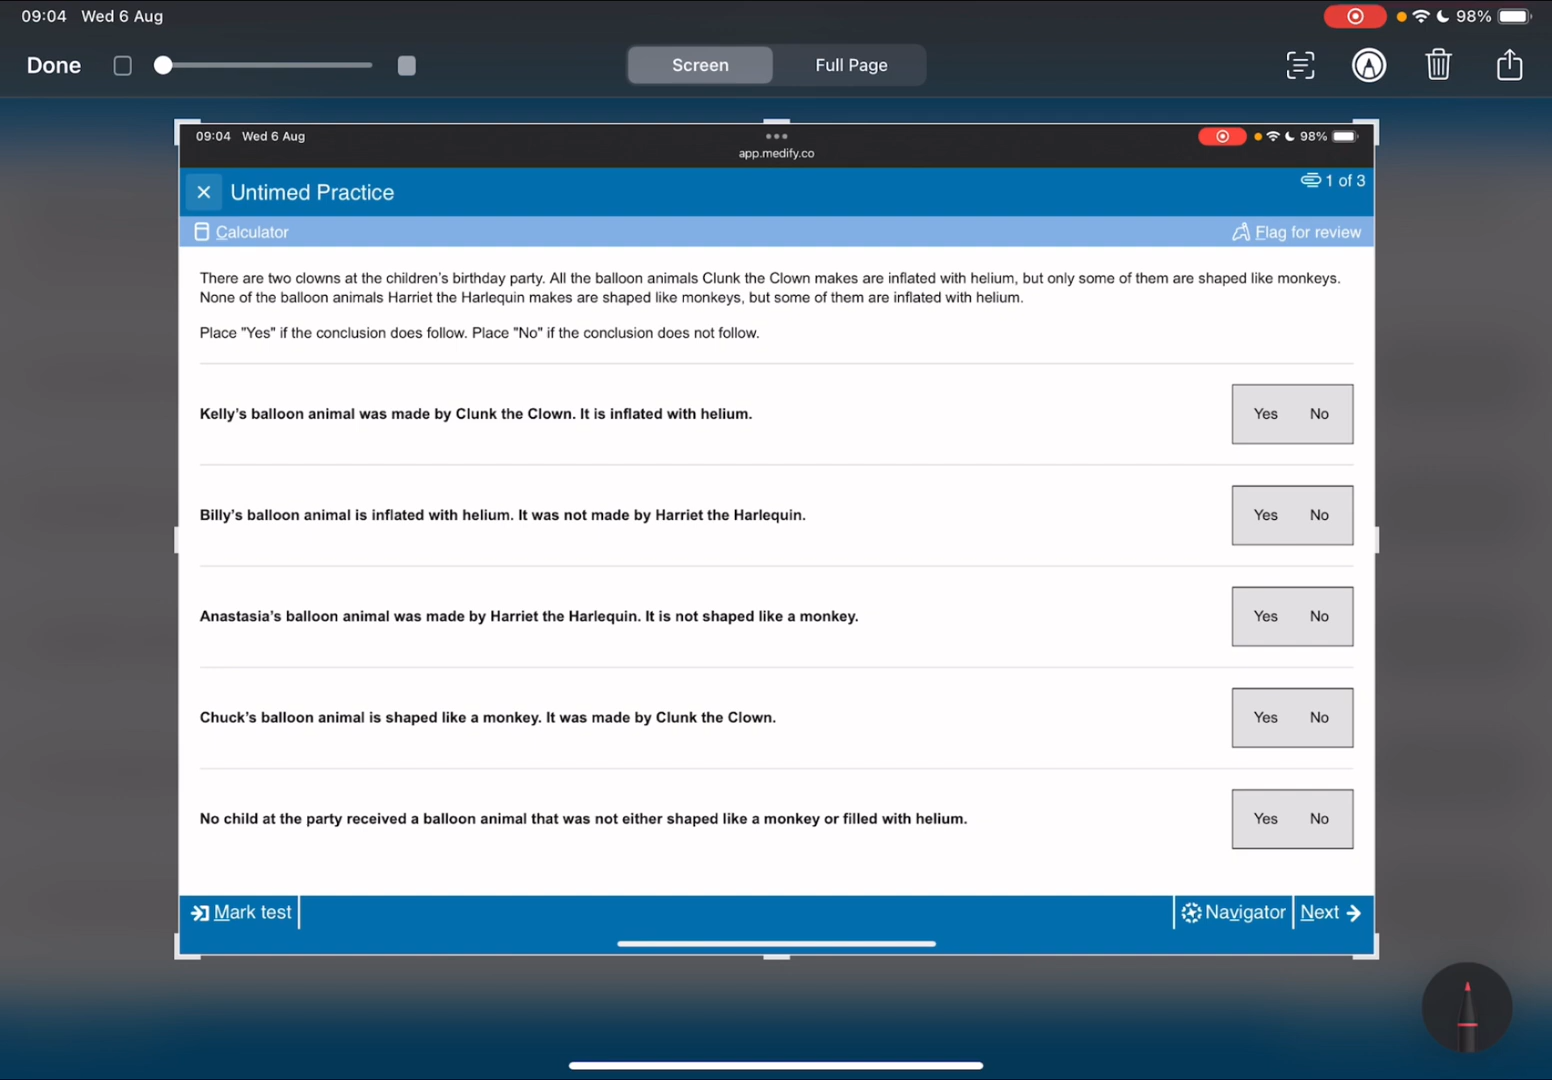 09:04 Wed 6 Aug
98%
Done
Screen
Full Page
09:04 Wed 6 Aug
98%
app.medify.co
Untimed Practice
1 of 3
Calculator
Flag for review
There are two clowns at the children's birthday party. All the balloon animals Clunk the Clown makes are inflated with helium, but only some of them are shaped like monkeys.
None of the balloon animals Harriet the Harlequin makes are shaped like monkeys, but some of them are inflated with helium.
Place "Yes" if the conclusion does follow. Place "No" if the conclusion does not follow.
Kelly's balloon animal was made by Clunk the Clown. It is inflated with helium.
Yes No
Billy's balloon animal is inflated with helium. It was not made by Harriet the Harlequin.
Yes No
Anastasia's balloon animal was made by Harriet the Harlequin. It is not shaped like a monkey.
Yes No
Chuck's balloon animal is shaped like a monkey. It was made by Clunk the Clown.
Yes No
No child at the party received a balloon animal that was not either shaped like a monkey or filled with helium.
Yes No
Mark test
Navigator
Next